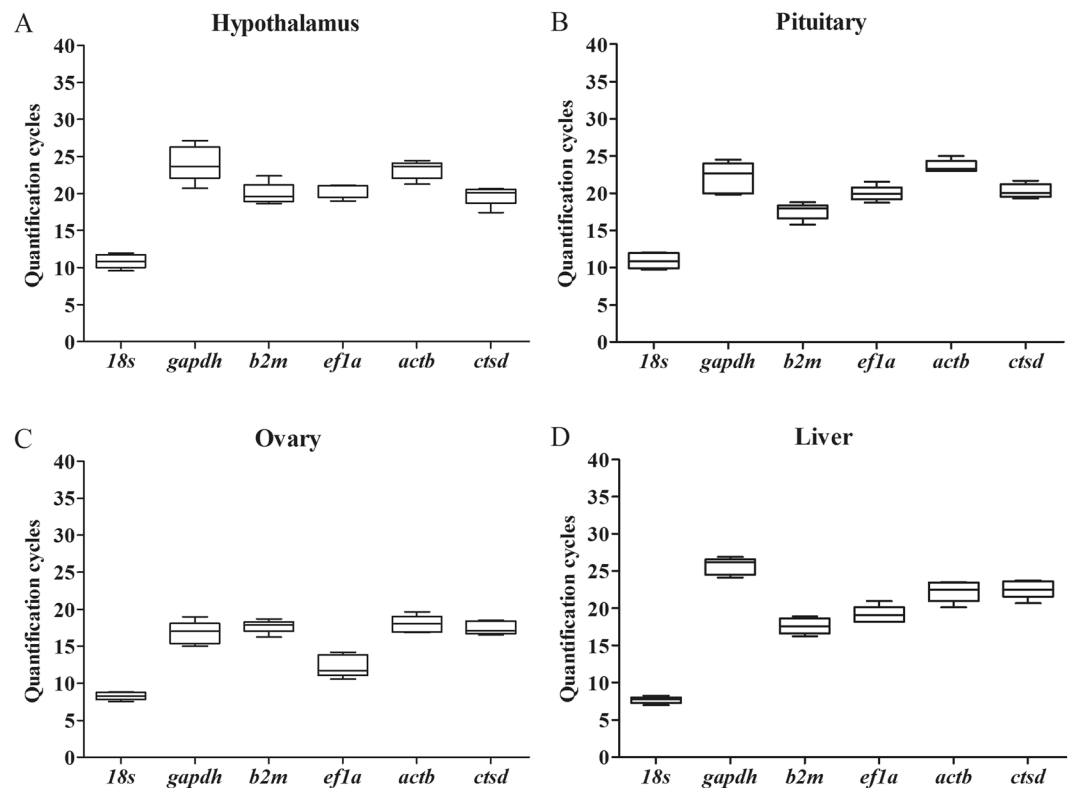 A
Hypothalamus
Quantification cycles
40
35
30
25
20
15
10
5
0
18s gapdh b2m ef1a actb ctsd
B
Pituitary
Quantification cycles
40
35
30
25
20
15
10
5
0
18s gapdh b2m ef1a actb ctsd
C
Ovary
Quantification cycles
40
35
30
25
20
15
10
5
0
18s gapdh b2m ef1a actb ctsd
D
Liver
Quantification cycles
40
35
30
25
20
15
10
5
0
18s gapdh b2m ef1a actb ctsd